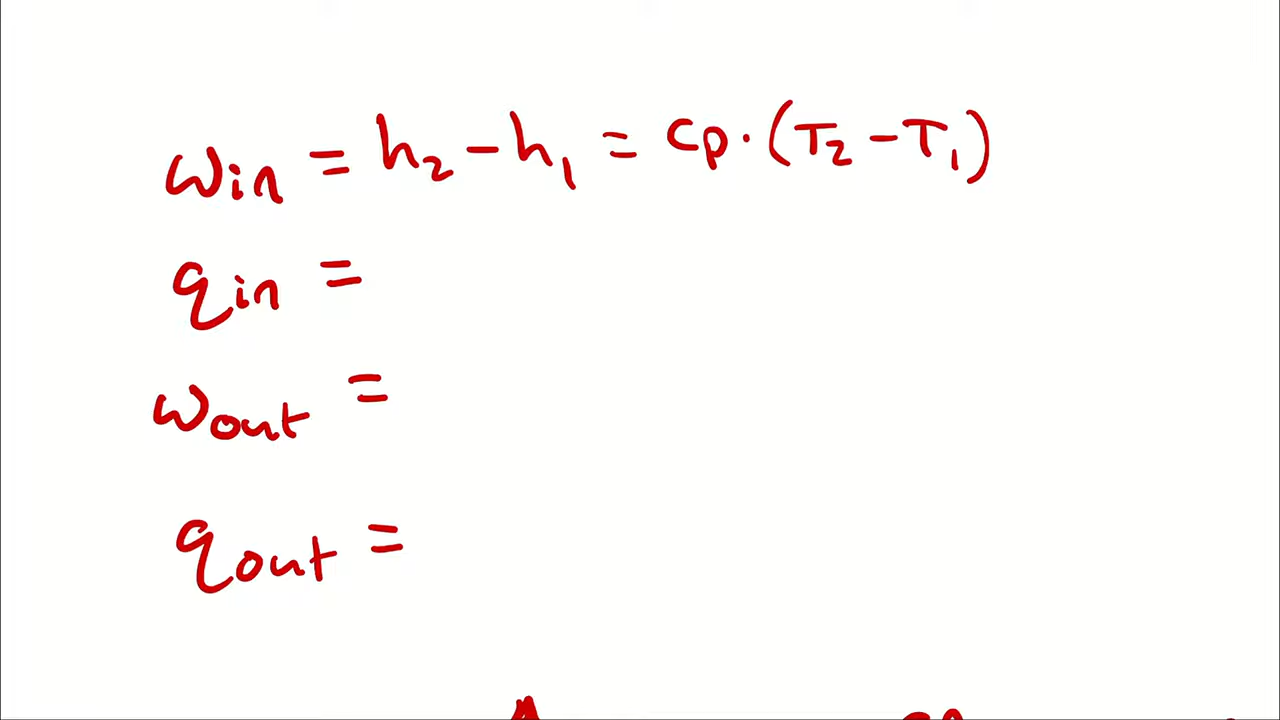 win = h2 - h1 = cp · (T2 - T1)
qin =
wout =
qout =